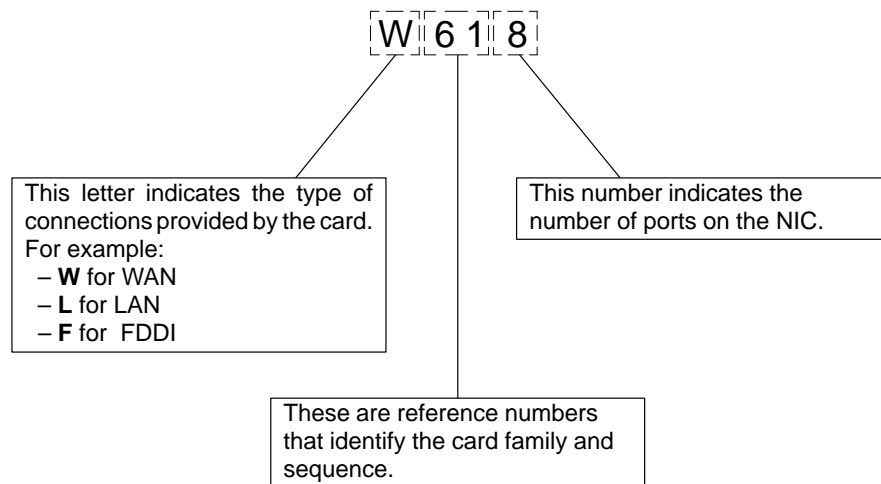 W 6 1 8
This letter indicates the type of
connections provided by the card.
For example:
– W for WAN
– L for LAN
– F for FDDI
This number indicates the
number of ports on the NIC.
These are reference numbers
that identify the card family and
sequence.